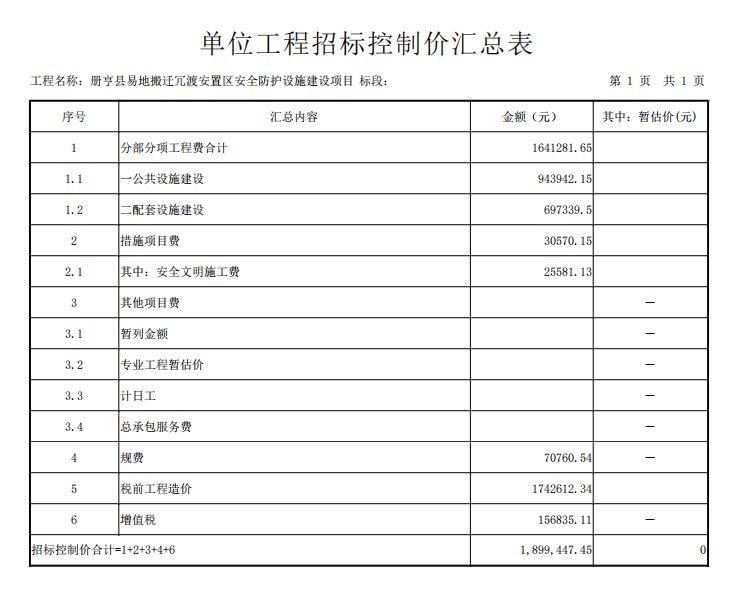 单位工程招标控制价汇总表
工程名称：册亨县易地搬迁冗渡安置区安全防护设施建设项目 标段： 第 1 页 共 1 页
序号 汇总内容 金额（元） 其中：暂估价(元)
1 分部分项工程费合计 1641281.65
1.1 一公共设施建设 943942.15
1.2 二配套设施建设 697339.5
2 措施项目费 30570.15
2.1 其中：安全文明施工费 25581.13
3 其他项目费 —
3.1 暂列金额 —
3.2 专业工程暂估价 —
3.3 计日工 —
3.4 总承包服务费 —
4 规费 70760.54 —
5 税前工程造价 1742612.34
6 增值税 156835.11 —
招标控制价合计=1+2+3+4+6 1,899,447.45 0